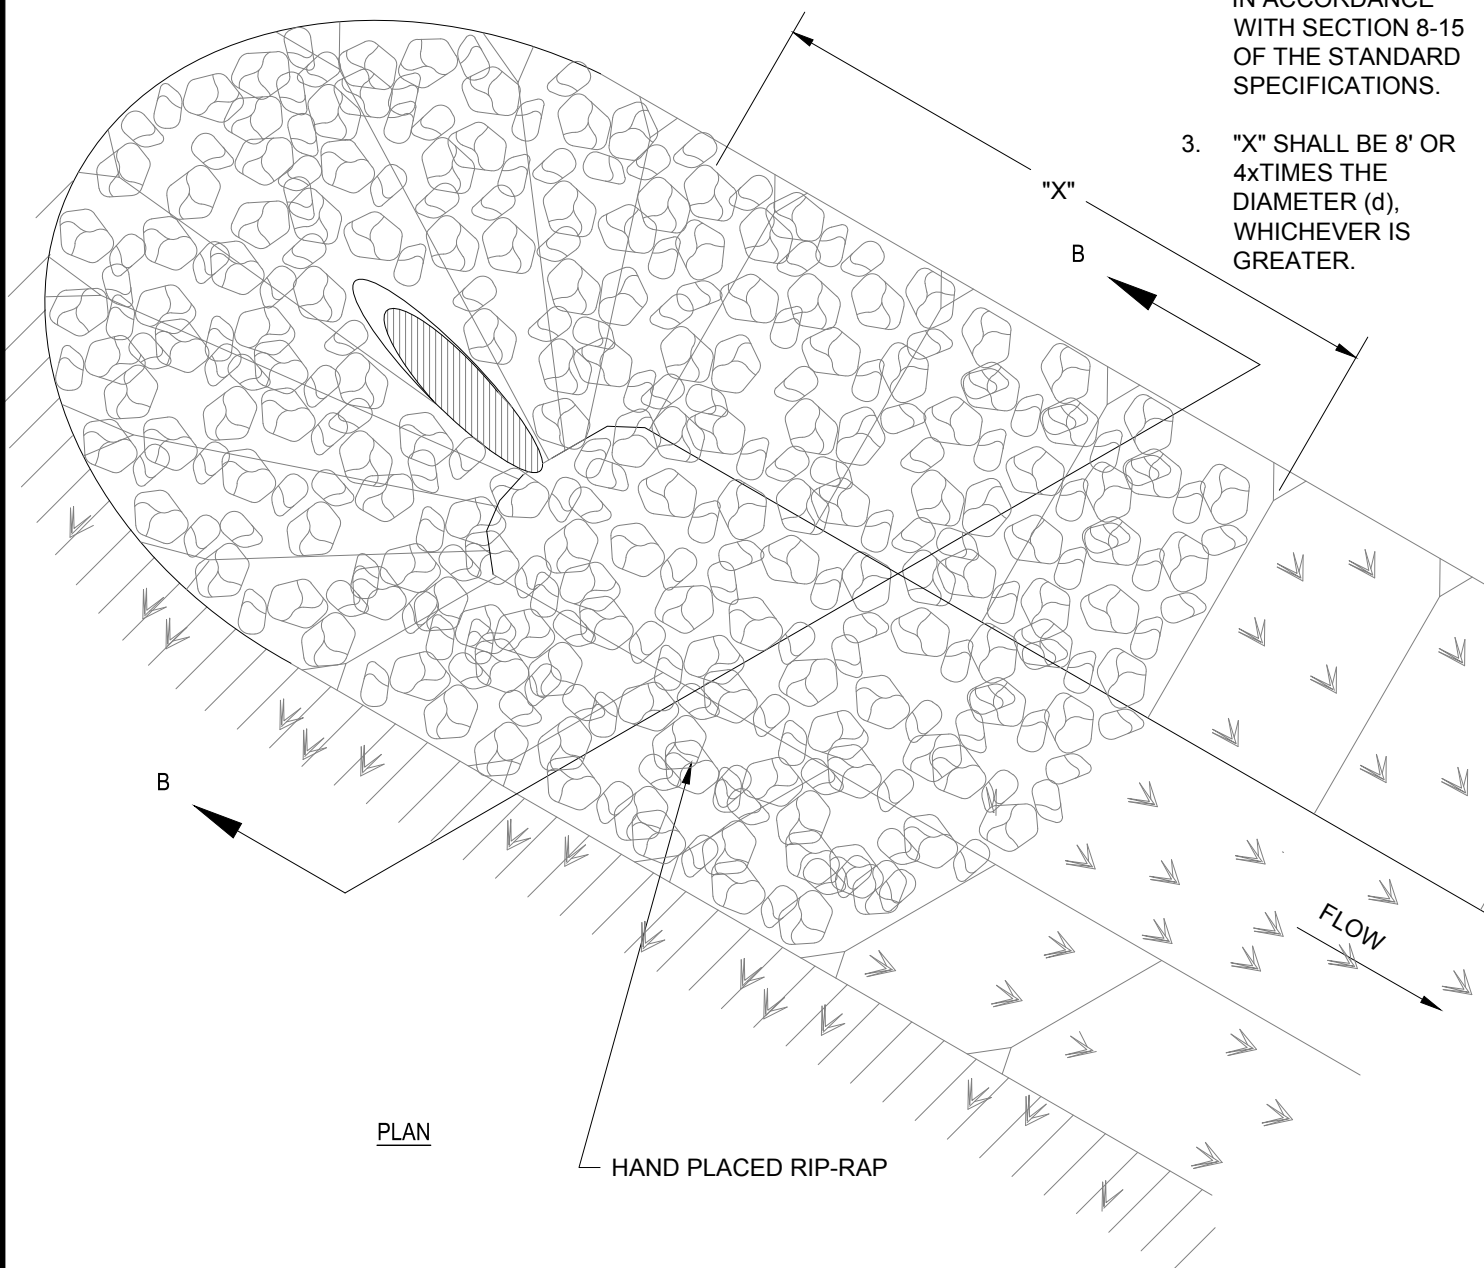 IN ACCORDANCE
WITH SECTION 8-15
OF THE STANDARD
SPECIFICATIONS.
3. "X" SHALL BE 8' OR
4xTIMES THE
DIAMETER (d),
WHICHEVER IS
GREATER.
"X"
B
B
FLOW
PLAN
HAND PLACED RIP-RAP